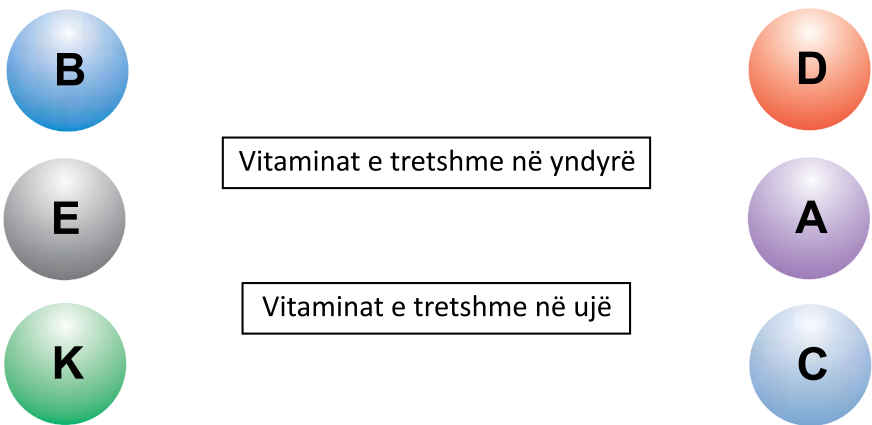 B
D
Vitaminat e tretshme në yndyrë
E
A
Vitaminat e tretshme në ujë
K
C